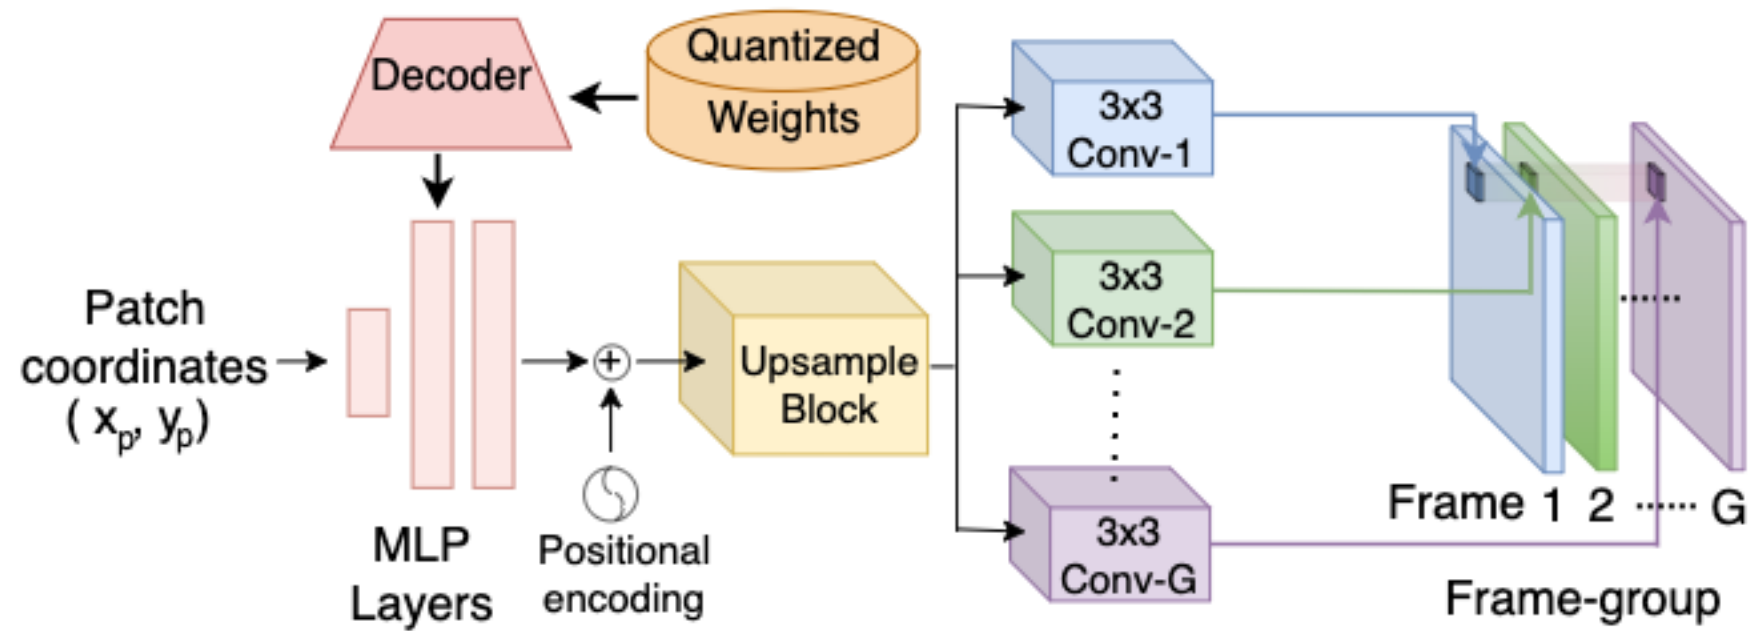 Decoder
Quantized
Weights
3x3
Conv-1
Patch
coordinates
( xp, yp)
3x3
Conv-2
Upsample
Block
+
MLP
Layers
Positional
encoding
3x3
Conv-G
Frame 1 2 ...... G
Frame-group